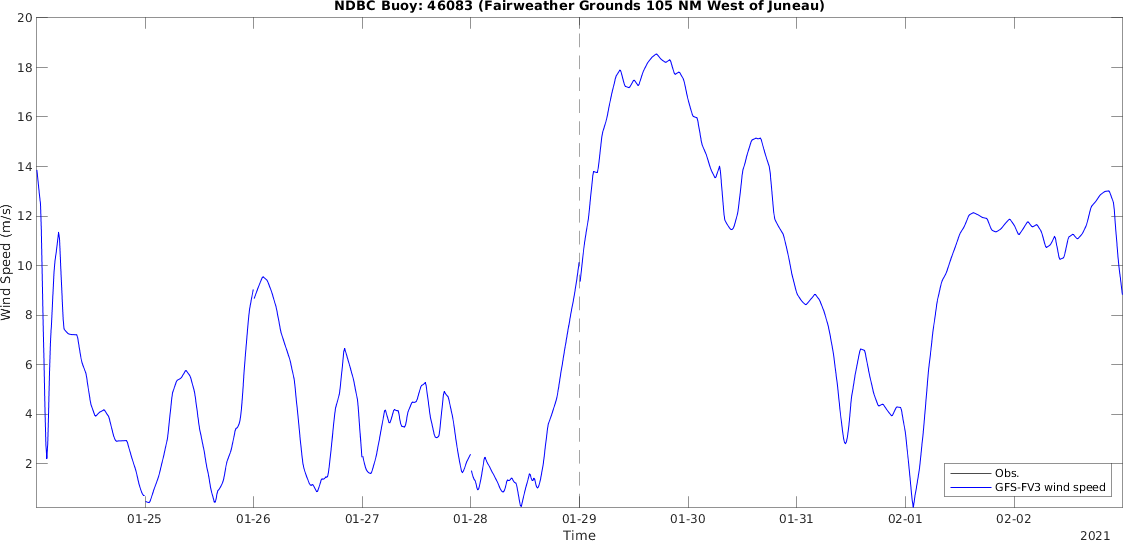 NDBC Buoy: 46083 (Fairweather Grounds 105 NM West of Juneau)
20
18
16
14
12
10
8
6
4
2
Wind Speed (m/s)
Obs.
GFS-FV3 wind speed
01-25 01-26 01-27 01-28 01-29 01-30 01-31 02-01 02-02
Time
2021